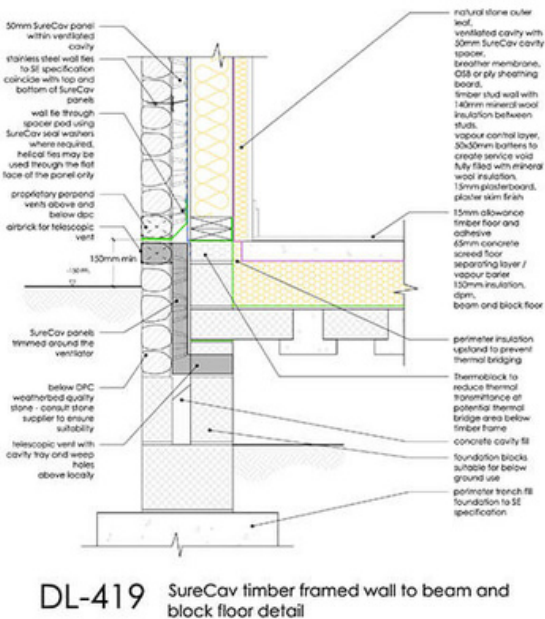 50mm SureCav panel
within ventilated
cavity
stainless steel wall ties
to SE specification
coincide with top and
bottom of SureCav
panels
wall tie through
spacer pad using
SureCav seal washers
where required,
helical ties may be
used through the flat
face of the panel only
proprietary perpend
vents above and
below dpc
airbrick for telescopic
vent
150mm min
-150 FFL
SureCav panels
trimmed around the
ventilator
below DPC
weatherbed quality
stone - consult stone
supplier to ensure
suitability
telescopic vent with
cavity tray and weep
holes
above locally
natural stone outer
leaf,
ventilated cavity with
50mm SureCav cavity
spacer,
breather membrane,
OSB or ply sheathing
board,
timber stud wall with
140mm mineral wool
insulation between
studs,
vapour control layer,
50x50mm battens to
create service void
fully filled with mineral
wool insulation,
15mm plasterboard,
plaster skim finish
15mm allowance
timber floor and
adhesive
65mm concrete
screed floor
separating layer /
vapour barier
150mm insulation,
dpm,
beam and block floor
perimeter insulation
upstand to prevent
thermal bridging
Thermoblock to
reduce thermal
transmittance at
potential thermal
bridge area below
timber frame
concrete cavity fill
foundation blocks
suitable for below
ground use
perimeter trench fill
foundation to SE
specification
DL-419 SureCav timber framed wall to beam and
block floor detail